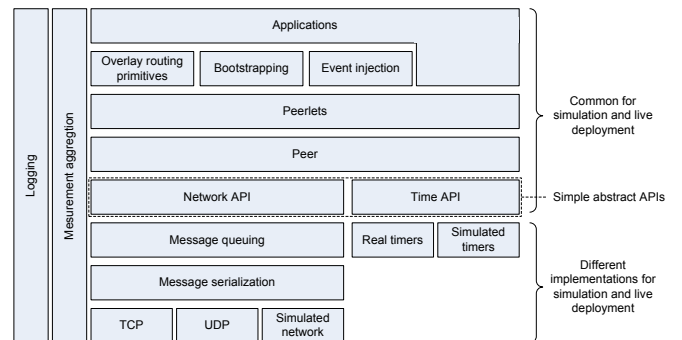 Logging
Mesurement aggregtion
Applications
Overlay routing
primitives
Bootstrapping
Event injection
Peerlets
Peer
Network API
Time API
Message queuing
Real timers
Simulated
timers
Message serialization
TCP
UDP
Simulated
network
Common for
simulation and live
deployment
Simple abstract APIs
Different
implementations for
simulation and live
deployment